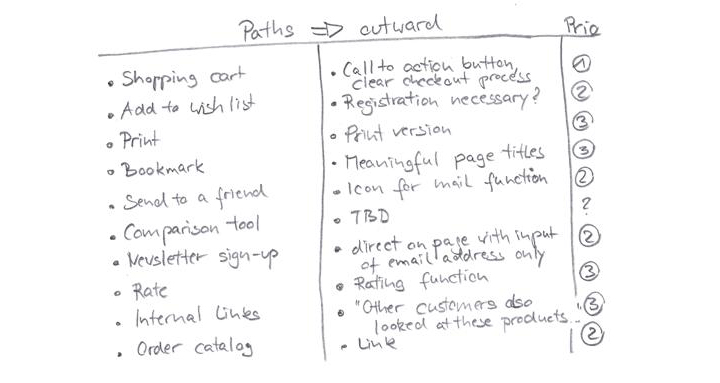 Paths => outward Prio
• Shopping cart • Call to action button, clear checkout process 1
• Add to wish list • Registration necessary? 2
• Print • Print version 3
• Bookmark • Meaningful page titles 3
• Send to a friend • Icon for mail function 2
• Comparison tool • TBD ?
• Newsletter sign-up • direct on page with input of email address only 2
• Rate • Rating function 3
• Internal Links • "Other customers also looked at these products..." 3
• Order catalog • Link 2